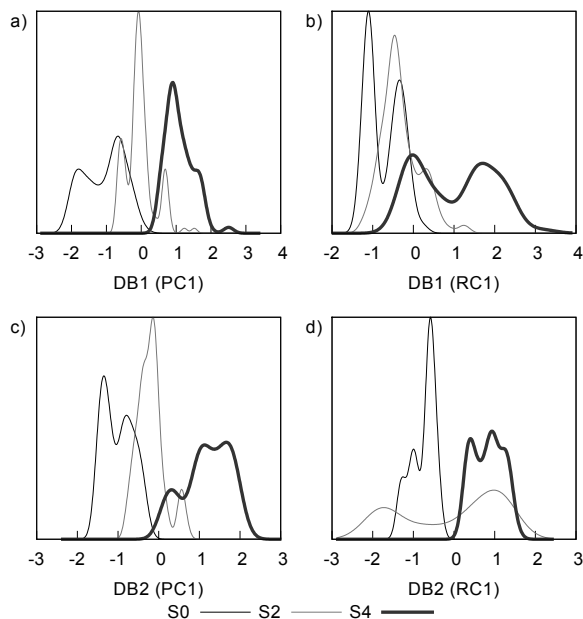 a) b)
-3 -2 -1 0 1 2 3 4 -2 -1 0 1 2 3 4
DB1 (PC1) DB1 (RC1)
c) d)
-3 -2 -1 0 1 2 3 -3 -2 -1 0 1 2 3
DB2 (PC1) DB2 (RC1)
S0 S2 S4